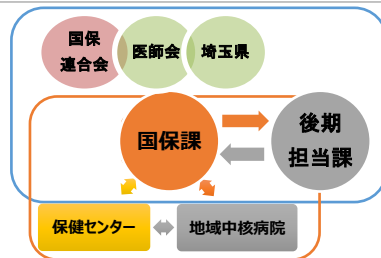 国保
連合会
医師会
埼玉県
国保課
後期
担当課
保健センター
地域中核病院